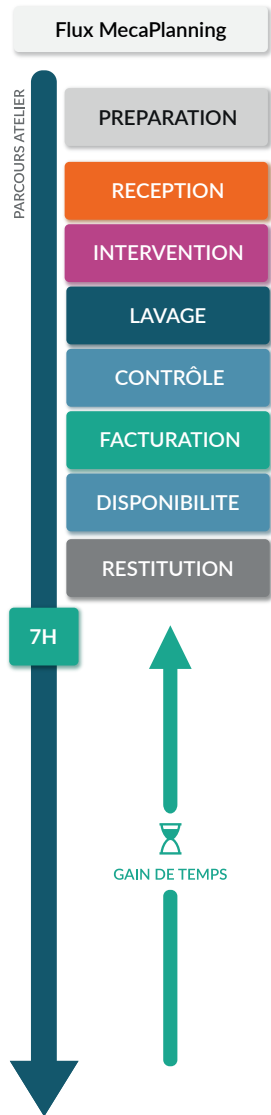 Flux MecaPlanning
PARCOURS ATELIER
PREPARATION
RECEPTION
INTERVENTION
LAVAGE
CONTRÔLE
FACTURATION
DISPONIBILITE
RESTITUTION
7H
GAIN DE TEMPS